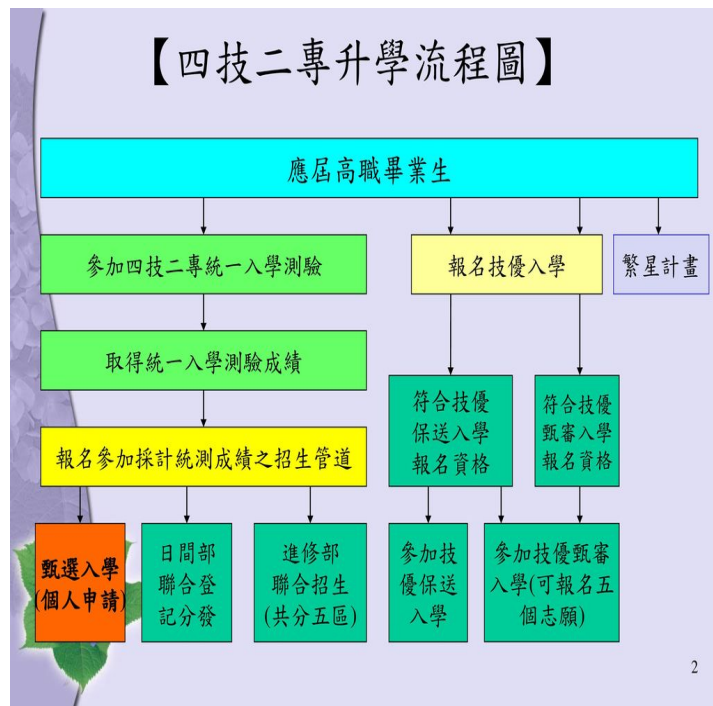 【四技二專升學流程圖】
應屆高職畢業生
參加四技二專統一入學測驗
報名技優入學
繁星計畫
取得統一入學測驗成績
符合技優
保送入學
報名資格
符合技優
甄審入學
報名資格
報名參加採計統測成績之招生管道
甄選入學
(個人申請)
日間部
聯合登
記分發
進修部
聯合招生
(共分五區)
參加技
優保送
入學
參加技優甄審
入學(可報名五
個志願)
2